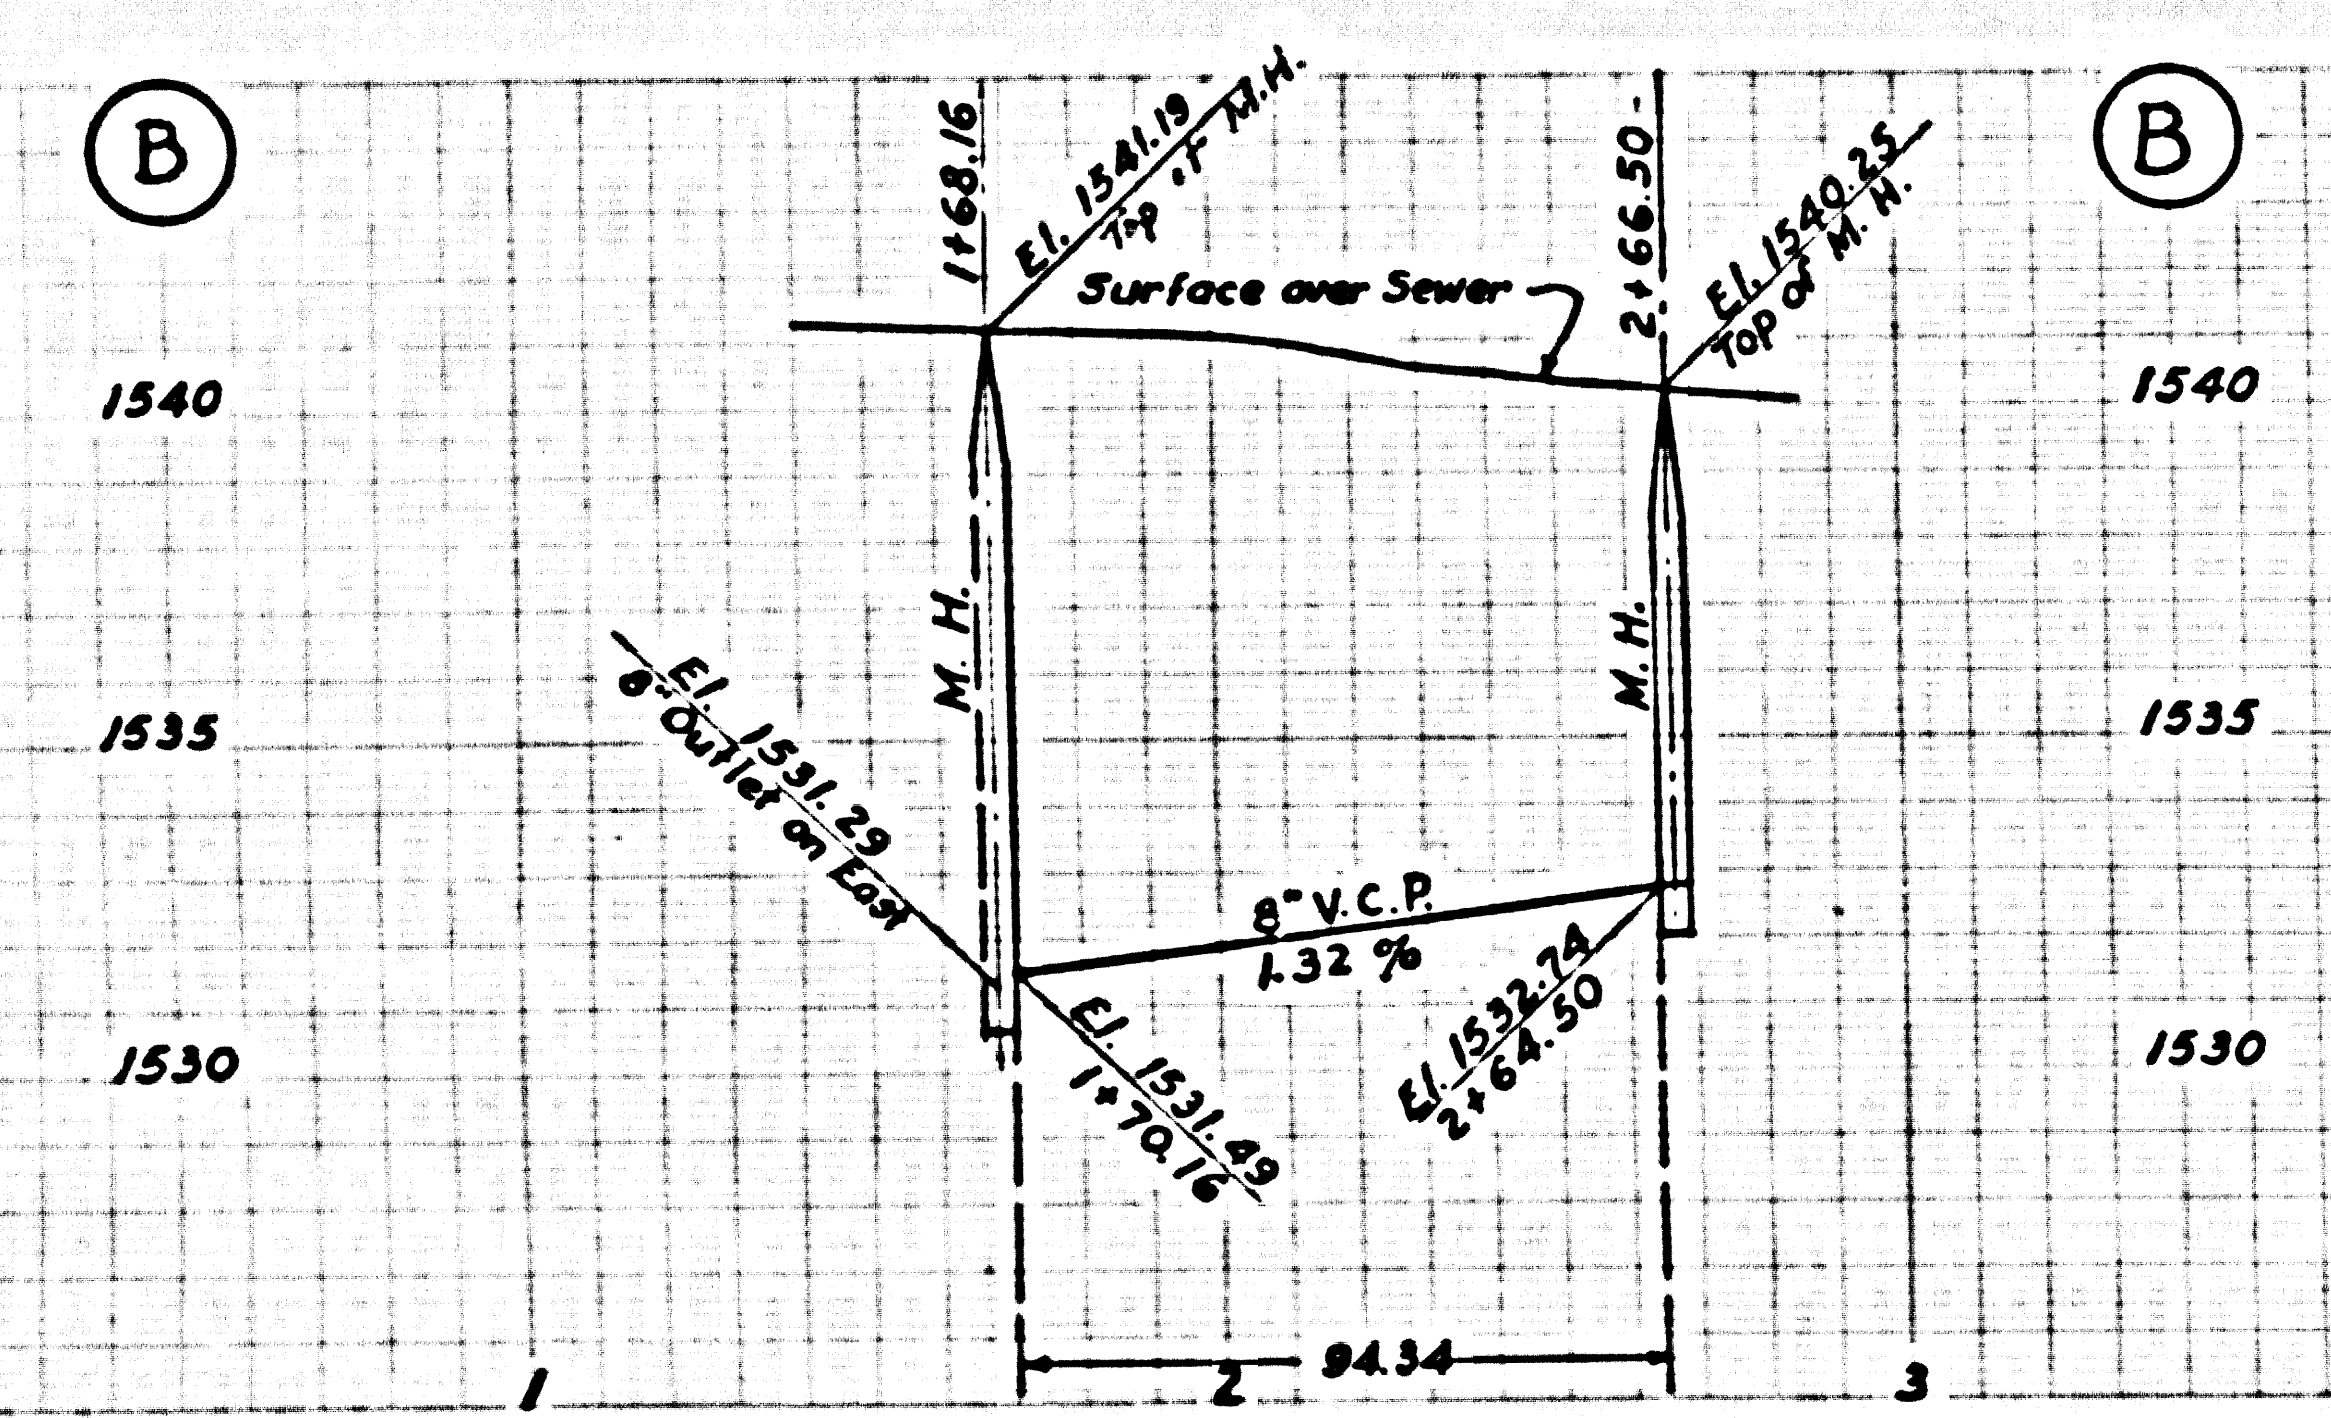 B
B
1+68.16
El. 1541.19
Top of M.H.
2+66.50
El. 1540.25
Top of M.H.
Surface over Sewer
1540
1540
M. H.
M. H.
El. 1531.29
8" Outlet on East
1535
1535
8" V.C.P.
1.32 %
El. 1532.74
2+64.50
El. 1531.49
1+70.16
1530
1530
94.34
1
2
3